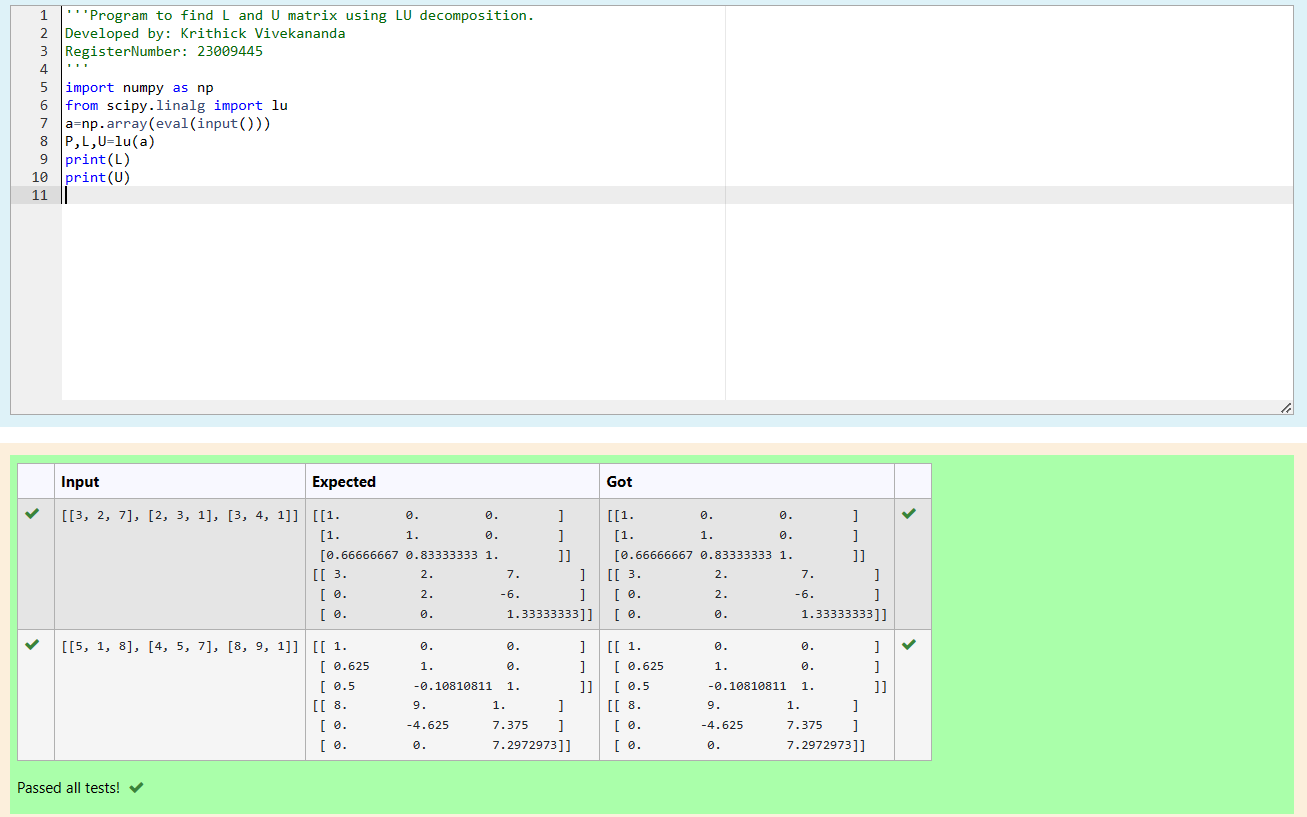 1 '''Program to find L and U matrix using LU decomposition.
2 Developed by: Krithick Vivekananda
3 RegisterNumber: 23009445
4 '''
5 import numpy as np
6 from scipy.linalg import lu
7 a=np.array(eval(input()))
8 P,L,U=lu(a)
9 print(L)
10 print(U)
11
Input Expected Got
[[3, 2, 7], [2, 3, 1], [3, 4, 1]] [[1. 0. 0. ] [[1. 0. 0. ]
[1. 1. 0. ] [1. 1. 0. ]
[0.66666667 0.83333333 1. ]] [0.66666667 0.83333333 1. ]]
[[ 3. 2. 7. ] [[ 3. 2. 7. ]
[ 0. 2. -6. ] [ 0. 2. -6. ]
[ 0. 0. 1.33333333]] [ 0. 0. 1.33333333]]
[[5, 1, 8], [4, 5, 7], [8, 9, 1]] [[ 1. 0. 0. ] [[ 1. 0. 0. ]
[ 0.625 1. 0. ] [ 0.625 1. 0. ]
[ 0.5 -0.10810811 1. ]] [ 0.5 -0.10810811 1. ]]
[[ 8. 9. 1. ] [[ 8. 9. 1. ]
[ 0. -4.625 7.375 ] [ 0. -4.625 7.375 ]
[ 0. 0. 7.2972973]] [ 0. 0. 7.2972973]]
Passed all tests!